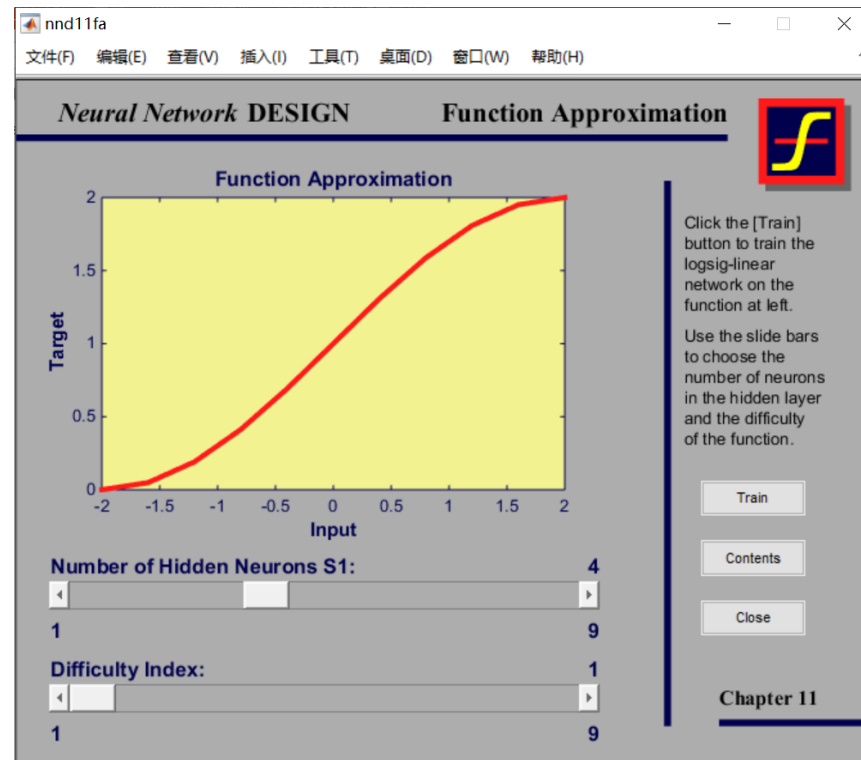 nnd11fa
文件(F) 编辑(E) 查看(V) 插入(I) 工具(T) 桌面(D) 窗口(W) 帮助(H)
Neural Network DESIGN Function Approximation
Function Approximation
2
1.5
1
0.5
0
Target
-2 -1.5 -1 -0.5 0 0.5 1 1.5 2
Input
Click the [Train]
button to train the
logsig-linear
network on the
function at left.
Use the slide bars
to choose the
number of neurons
in the hidden layer
and the difficulty
of the function.
Train
Contents
Close
Number of Hidden Neurons S1: 4
1 9
Difficulty Index: 1
1 9
Chapter 11